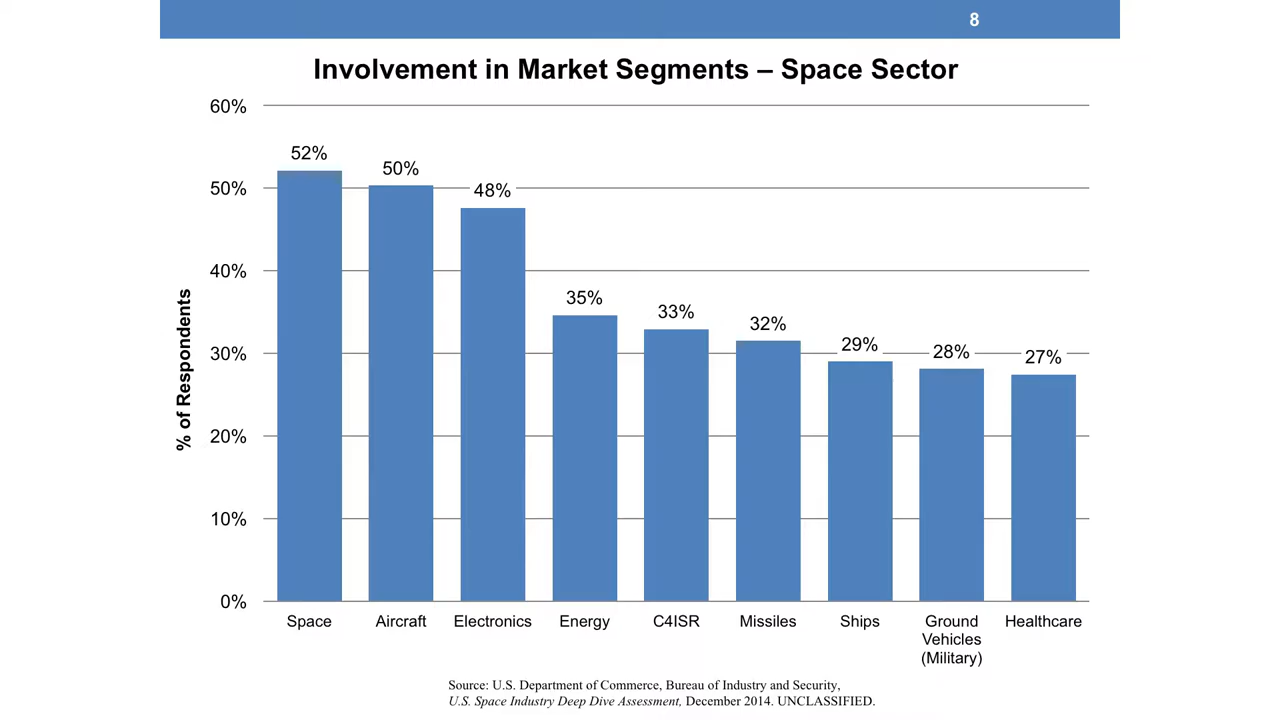 8
Involvement in Market Segments – Space Sector
60%
50%
40%
30%
20%
10%
0%
% of Respondents
52%
50%
48%
35%
33%
32%
29%
28%
27%
Space
Aircraft
Electronics
Energy
C4ISR
Missiles
Ships
Ground
Vehicles
(Military)
Healthcare
Source: U.S. Department of Commerce, Bureau of Industry and Security,
U.S. Space Industry Deep Dive Assessment, December 2014. UNCLASSIFIED.